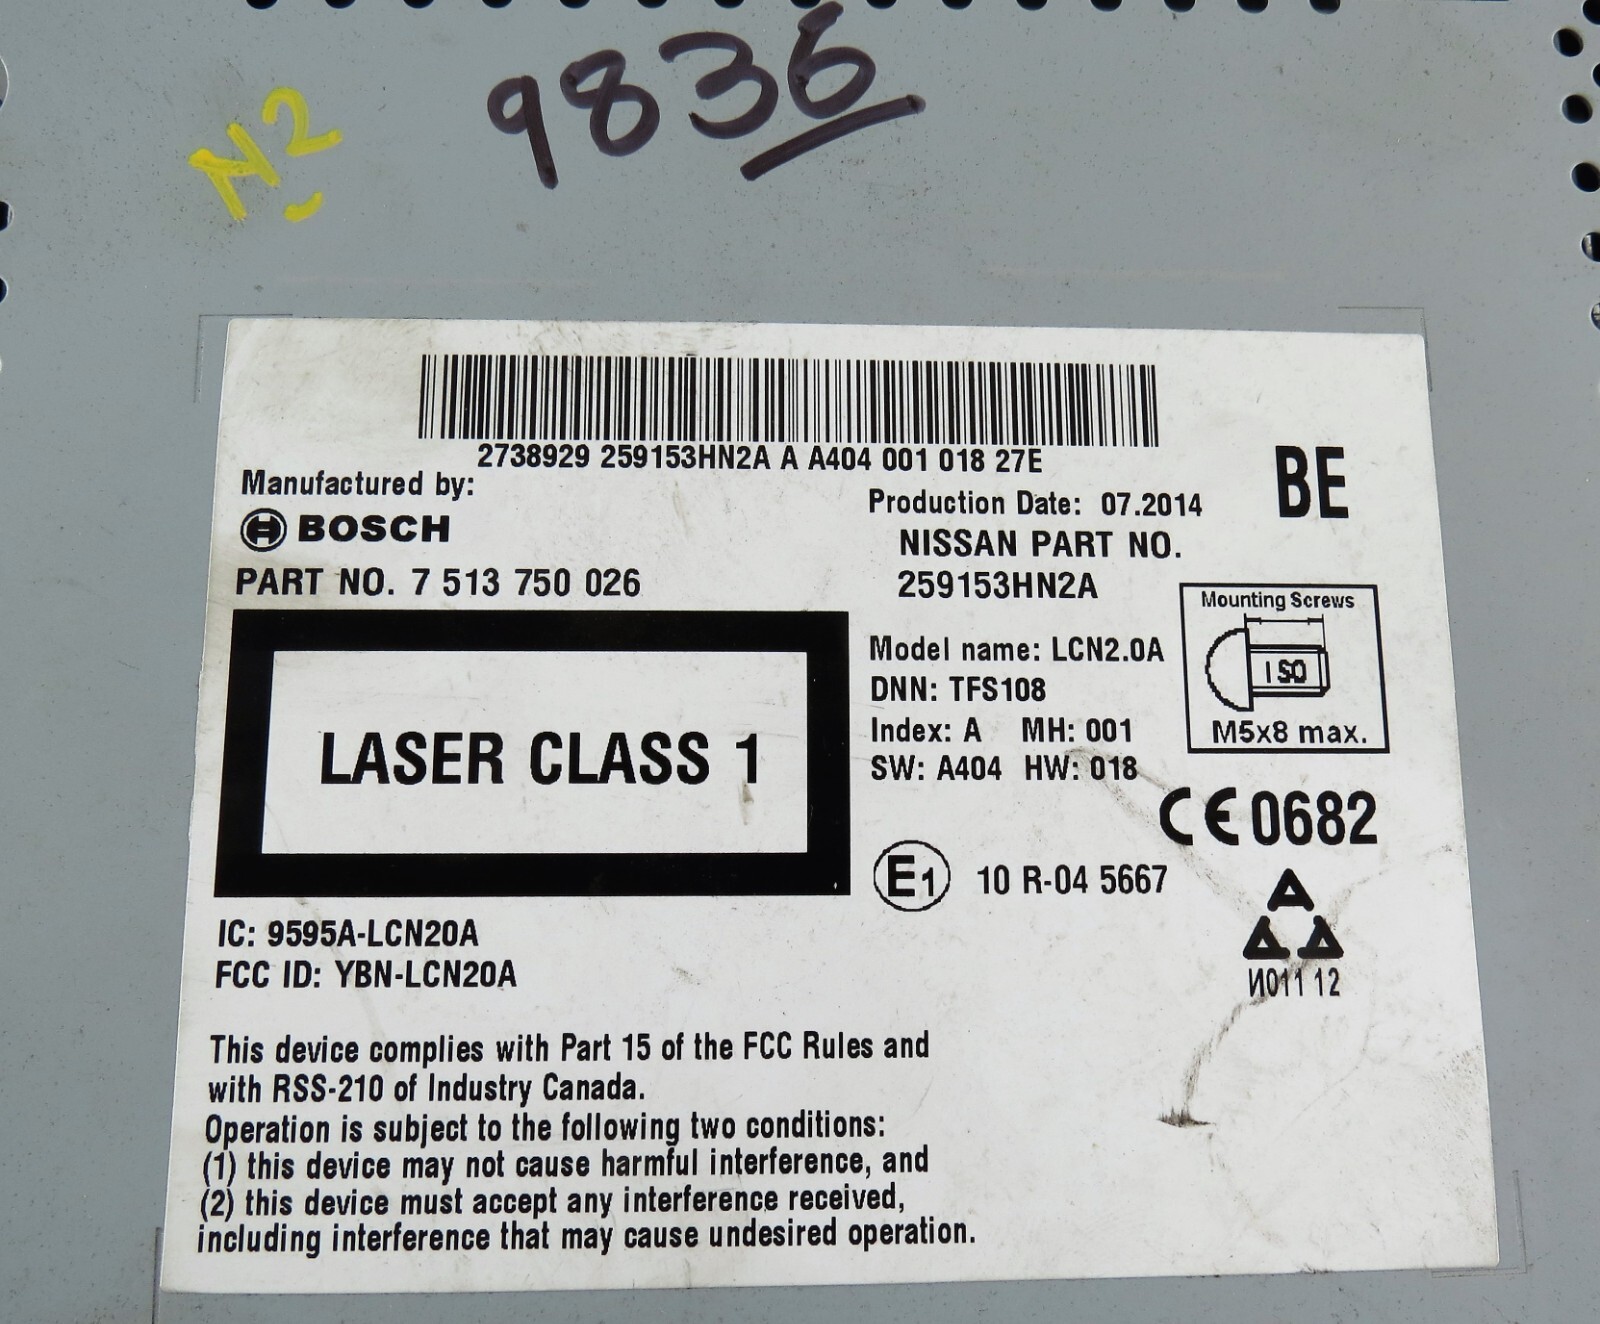 9836
N2
2738929 259153HN2A A A404 001 018 27E
BE
Manufactured by:
BOSCH
PART NO. 7 513 750 026
Production Date: 07.2014
NISSAN PART NO.
259153HN2A
Mounting Screws
ISO
M5x8 max.
LASER CLASS 1
Model name: LCN2.0A
DNN: TFS108
Index: A MH: 001
SW: A404 HW: 018
CE0682
E1 10 R-04 5667
И011 12
IC: 9595A-LCN20A
FCC ID: YBN-LCN20A
This device complies with Part 15 of the FCC Rules and
with RSS-210 of Industry Canada.
Operation is subject to the following two conditions:
(1) this device may not cause harmful interference, and
(2) this device must accept any interference received,
including interference that may cause undesired operation.